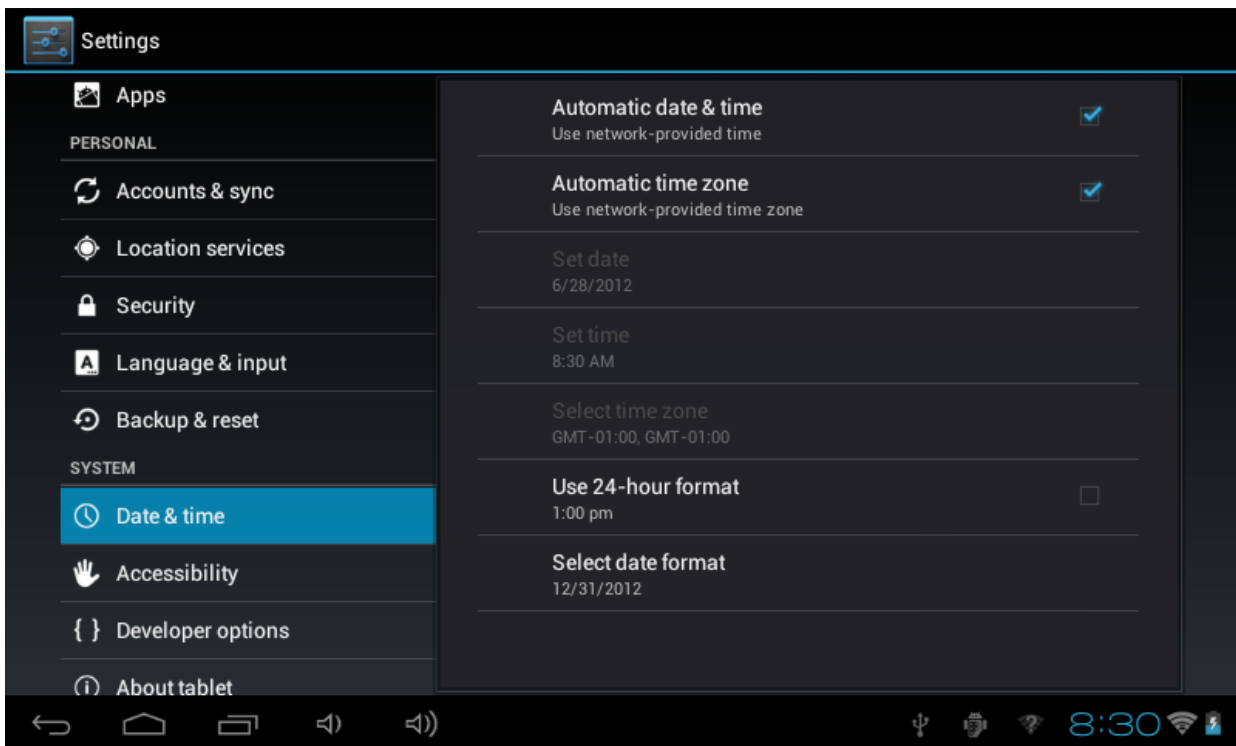 Settings
Apps
PERSONAL
Accounts & sync
Location services
Security
Language & input
Backup & reset
SYSTEM
Date & time
Accessibility
{ } Developer options
About tablet
Automatic date & time
Use network-provided time
Automatic time zone
Use network-provided time zone
Set date
6/28/2012
Set time
8:30 AM
Select time zone
GMT-01:00, GMT-01:00
Use 24-hour format
1:00 pm
Select date format
12/31/2012
8:30